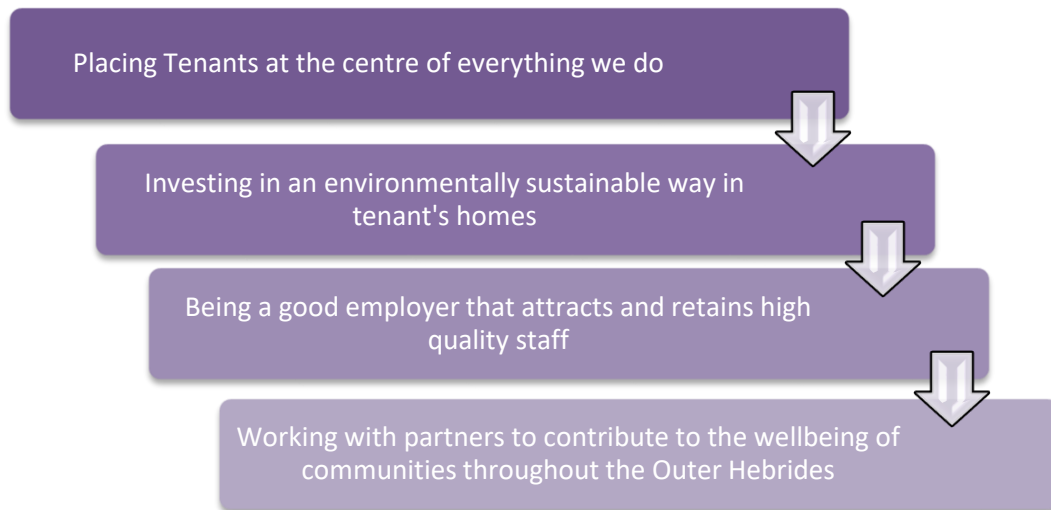 Placing Tenants at the centre of everything we do
Investing in an environmentally sustainable way in
tenant's homes
Being a good employer that attracts and retains high
quality staff
Working with partners to contribute to the wellbeing of
communities throughout the Outer Hebrides